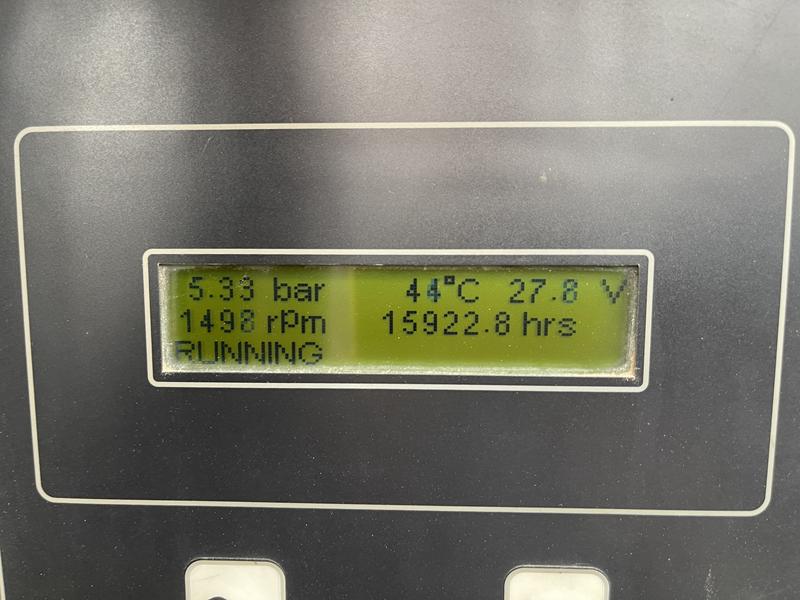 5.33 bar 44°C 27.8 V
1498 rpm 15922.8 hrs
RUNNING